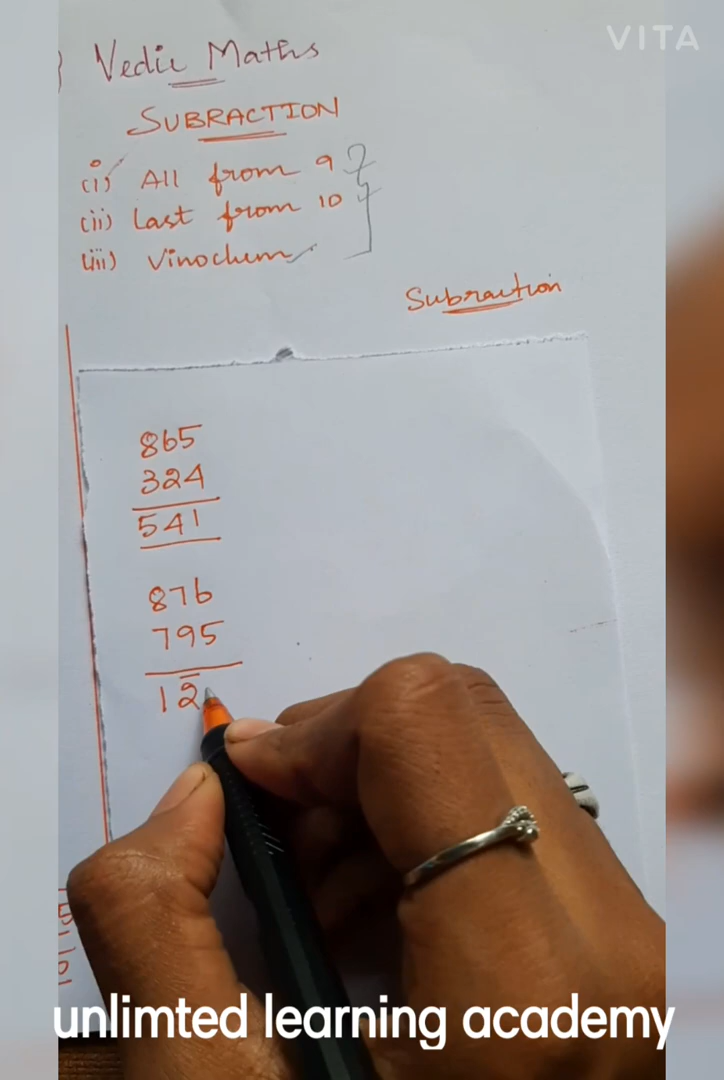 VITA
Vedic Maths
SUBRACTION
(i) All from 9
(ii) Last from 10
(iii) Vinoclum
Subraction
865
324
541
876
795
12̅
unlimted learning academy